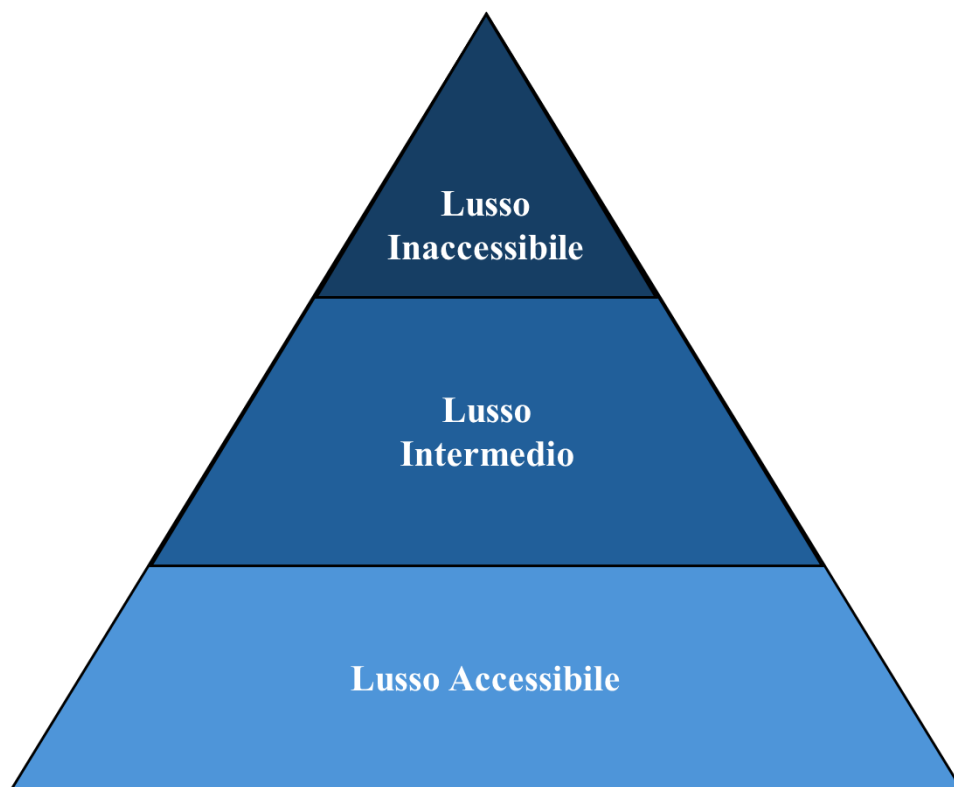 Lusso
Inaccessibile
Lusso
Intermedio
Lusso Accessibile